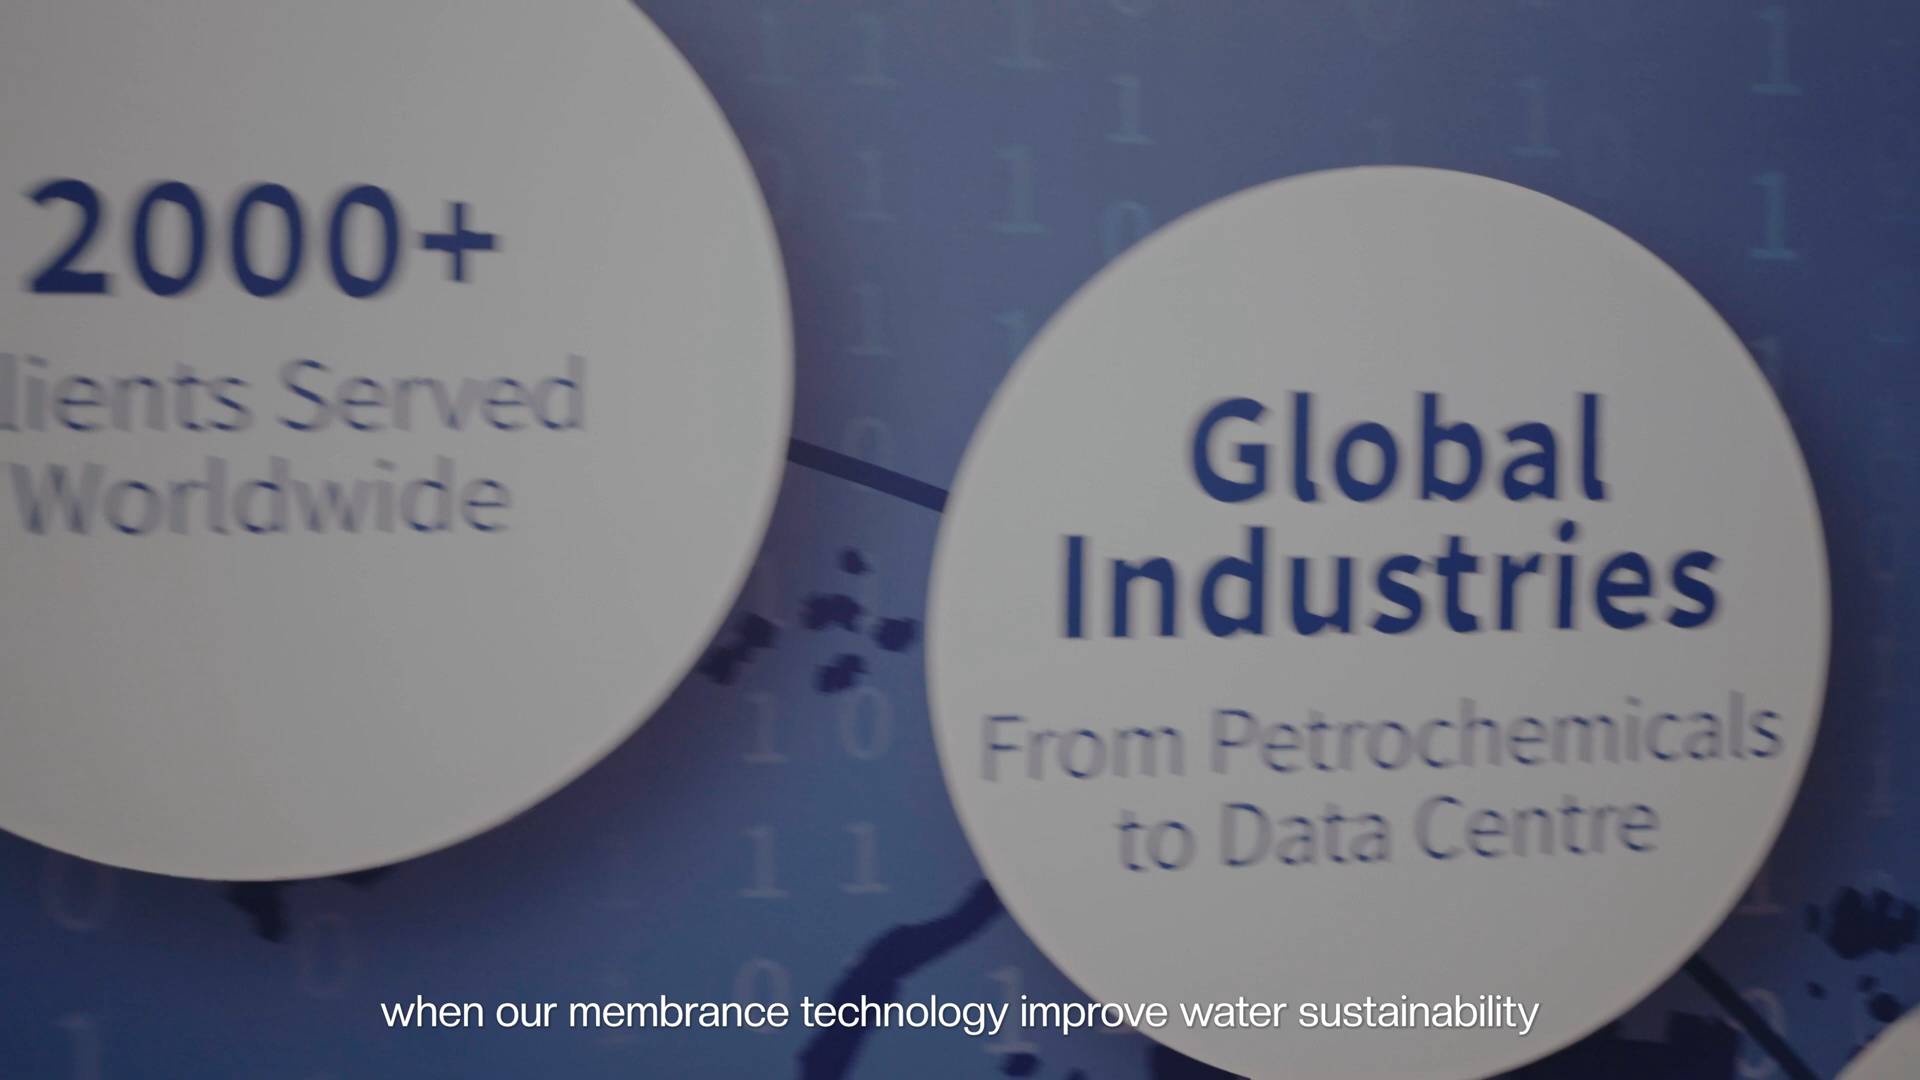 2000+
lients Served
Worldwide
Global
Industries
From Petrochemicals
to Data Centre
when our membrance technology improve water sustainability